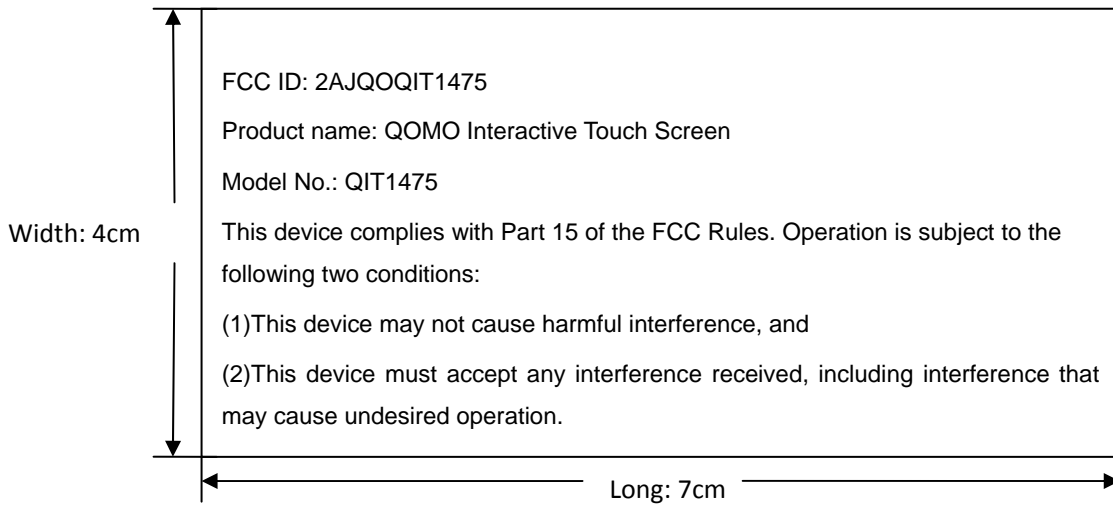 FCC ID: 2AJQOQIT1475
Product name: QOMO Interactive Touch Screen
Model No.: QIT1475
Width: 4cm
This device complies with Part 15 of the FCC Rules. Operation is subject to the
following two conditions:
(1)This device may not cause harmful interference, and
(2)This device must accept any interference received, including interference that
may cause undesired operation.
Long: 7cm